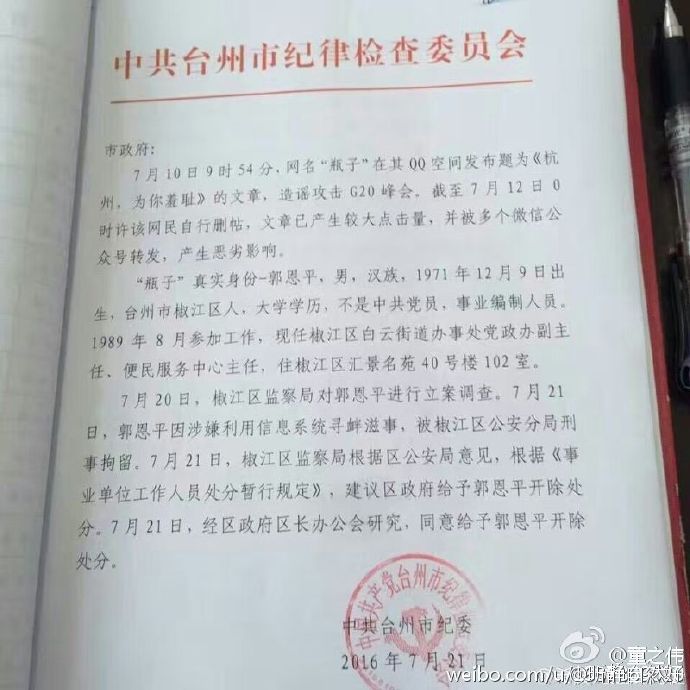 中共台州市纪律检查委员会
市政府：
7月10日9时54分，网名“瓶子”在其QQ空间发布题为《杭
州，为你羞耻》的文章，造谣攻击G20峰会。截至7月12日0
时许该网民自行删帖，文章已产生较大点击量，并被多个微信公
众号转发，产生恶劣影响。
“瓶子”真实身份-郭恩平，男，汉族，1971年12月9日出
生，台州市椒江区人，大学学历，不是中共党员，事业编制人员。
1989年8月参加工作，现任椒江区白云街道办事处党政办副主
任、便民服务中心主任，住椒江区汇景名苑40号楼102室。
7月20日，椒江区监察局对郭恩平进行立案调查。7月21
日，郭恩平因涉嫌利用信息系统寻衅滋事，被椒江区公安分局刑
事拘留。7月21日，椒江区监察局根据区公安局意见，根据《事
业单位工作人员处分暂行规定》，建议区政府给予郭恩平开除处
分。7月21日，经区政府区长办公会研究，同意给予郭恩平开除
处分。
中国共产党台州市纪律
中共台州市纪委
2016年7月21日
@童之伟
weibo.com/u/